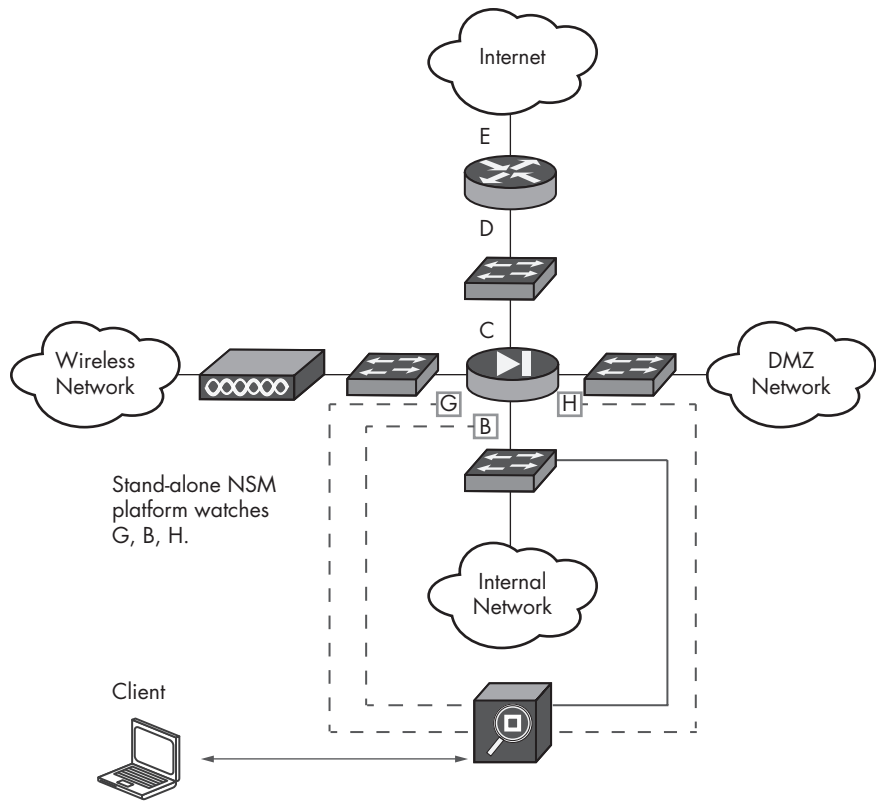 Internet
E
D
C
Wireless
Network
DMZ
Network
G
H
B
Stand-alone NSM
platform watches
G, B, H.
Internal
Network
Client